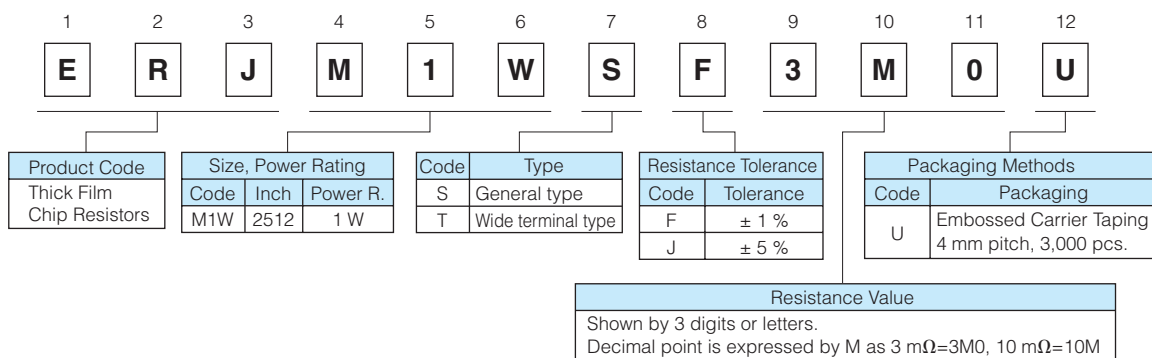 1 2 3 4 5 6 7 8 9 10 11 12
E R J M 1 W S F 3 M 0 U
Product Code
Thick Film
Chip Resistors
Size, Power Rating
Code Inch Power R.
M1W 2512 1 W
Code Type
S General type
T Wide terminal type
Resistance Tolerance
Code Tolerance
F ± 1 %
J ± 5 %
Packaging Methods
Code Packaging
U Embossed Carrier Taping
4 mm pitch, 3,000 pcs.
Resistance Value
Shown by 3 digits or letters.
Decimal point is expressed by M as 3 mΩ=3M0, 10 mΩ=10M